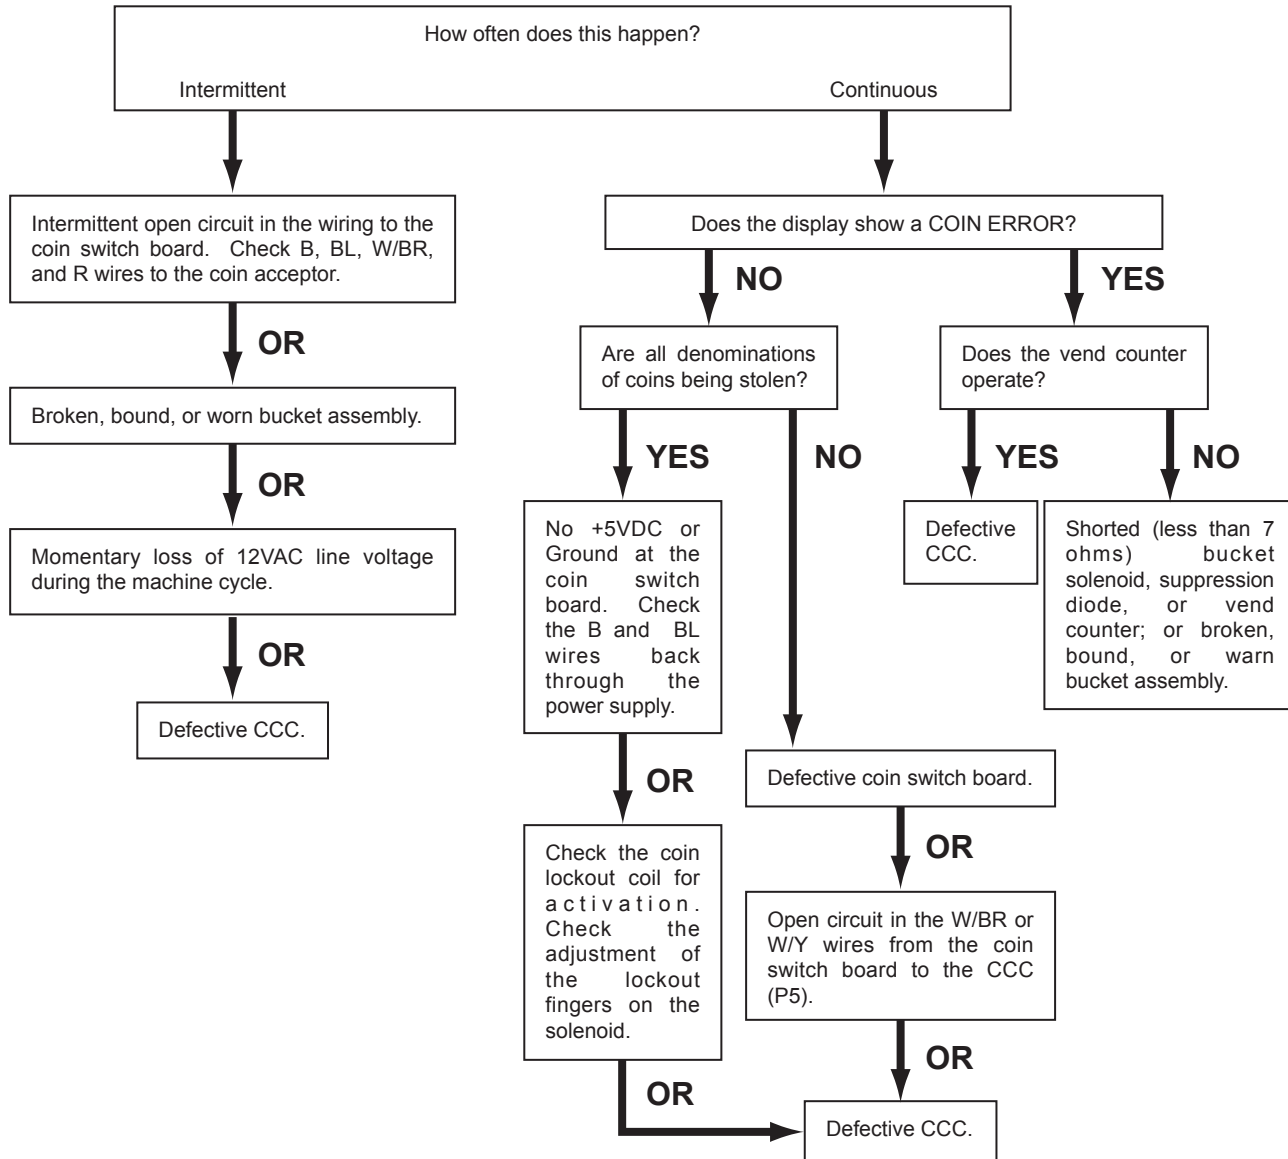 How often does this happen?
Intermittent
Continuous
Intermittent open circuit in the wiring to the
coin switch board. Check B, BL, W/BR,
and R wires to the coin acceptor.
OR
Broken, bound, or worn bucket assembly.
OR
Momentary loss of 12VAC line voltage
during the machine cycle.
OR
Defective CCC.
Does the display show a COIN ERROR?
NO
YES
Are all denominations
of coins being stolen?
YES
NO
No +5VDC or
Ground at the
coin switch
board. Check
the B and BL
wires back
through the
power supply.
OR
Check the coin
lockout coil for
activation.
Check the
adjustment of
the lockout
fingers on the
solenoid.
OR
Defective coin switch board.
OR
Open circuit in the W/BR or
W/Y wires from the coin
switch board to the CCC
(P5).
OR
Defective CCC.
Does the vend counter
operate?
YES
NO
Defective
CCC.
Shorted (less than 7
ohms) bucket
solenoid, suppression
diode, or vend
counter; or broken,
bound, or warn
bucket assembly.